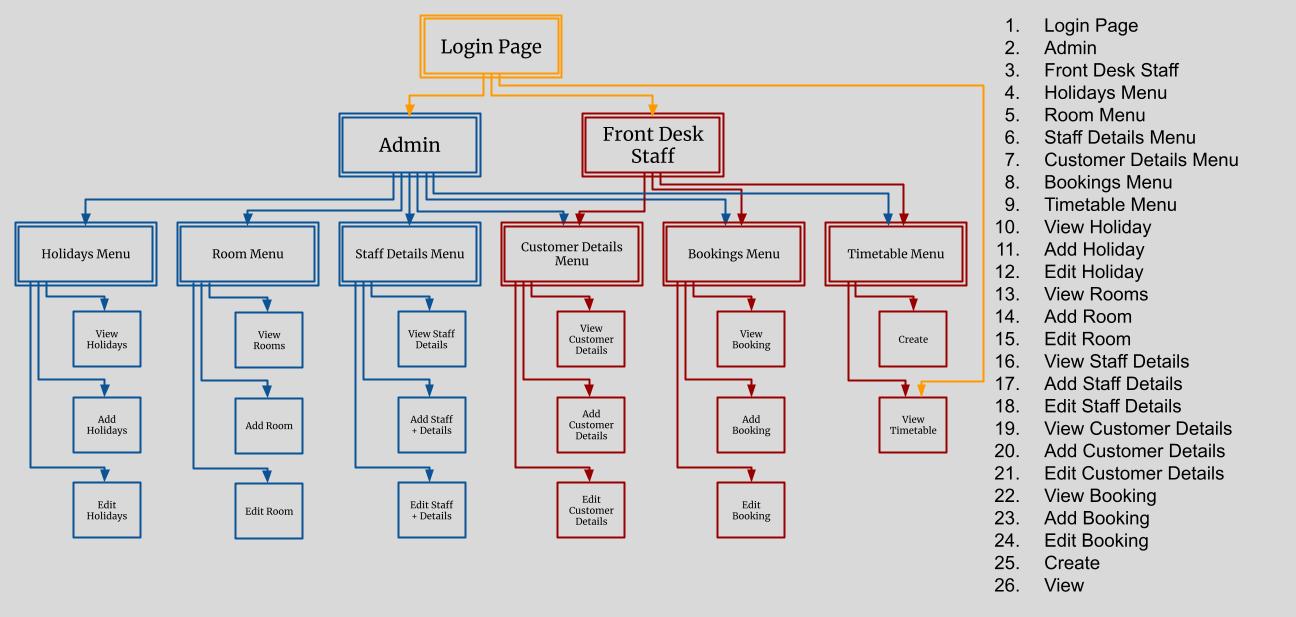 Login Page
Admin
Front Desk
Staff
Holidays Menu
Room Menu
Staff Details Menu
Customer Details
Menu
Bookings Menu
Timetable Menu
View
Holidays
View
Rooms
View Staff
Details
View
Customer
Details
View
Booking
Create
Add
Holidays
Add Room
Add Staff
+ Details
Add
Customer
Details
Add
Booking
View
Timetable
Edit
Holidays
Edit Room
Edit Staff
+ Details
Edit
Customer
Details
Edit
Booking
1. Login Page
2. Admin
3. Front Desk Staff
4. Holidays Menu
5. Room Menu
6. Staff Details Menu
7. Customer Details Menu
8. Bookings Menu
9. Timetable Menu
10. View Holiday
11. Add Holiday
12. Edit Holiday
13. View Rooms
14. Add Room
15. Edit Room
16. View Staff Details
17. Add Staff Details
18. Edit Staff Details
19. View Customer Details
20. Add Customer Details
21. Edit Customer Details
22. View Booking
23. Add Booking
24. Edit Booking
25. Create
26. View